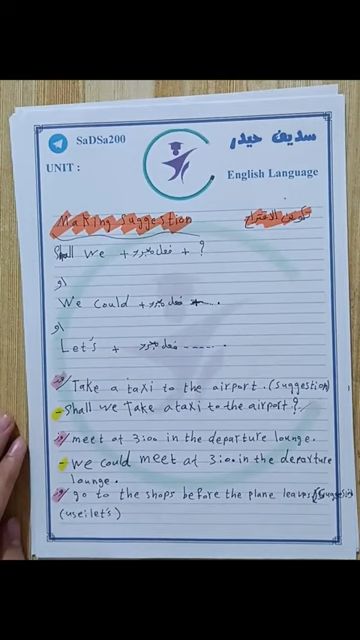 SaDSa200
سديف حيدر
UNIT :
English Language
Making Suggestion تكوين الاقتراح
Shall we + فعل مجرد + ?
او
We could + فعل مجرد .
او
Let's + فعل مجرد -----.
Take a taxi to the airport. (suggestion)
- Shall we Take a taxi to the airport?
meet at 3:00 in the departure lounge.
- we could meet at 3:00 in the departure
lounge.
go to the shops before the plane leaves.
(use: let's)